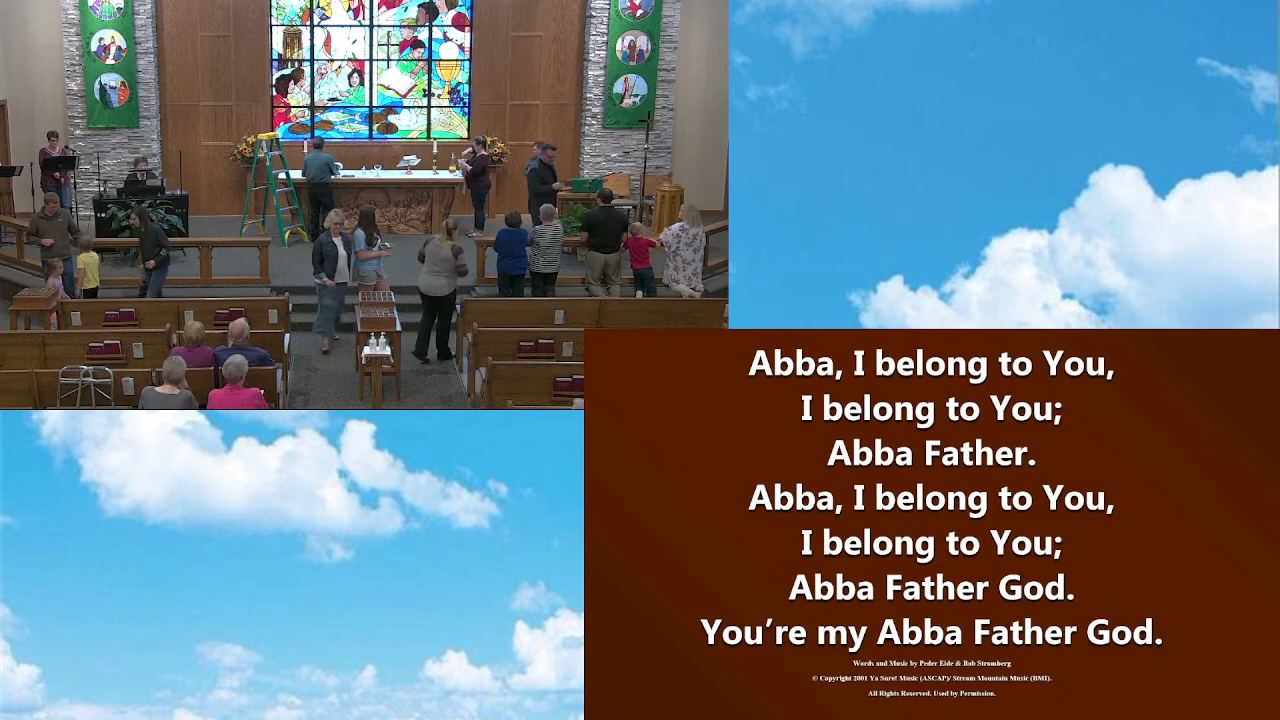 Abba, I belong to You,
I belong to You;
Abba Father.
Abba, I belong to You,
I belong to You;
Abba Father God.
You’re my Abba Father God.
Words and Music by Peder Eide & Bob Stromberg
© Copyright 2001 Ya Sure! Music (ASCAP)/ Stream Mountain Music (BMI).
All Rights Reserved. Used by Permission.